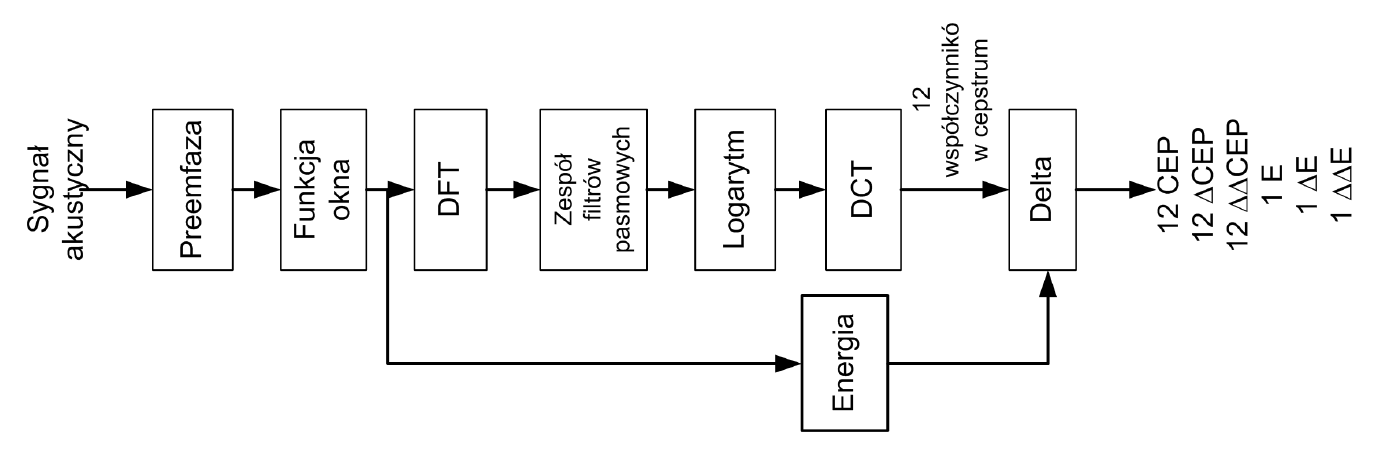 Sygnał
akustyczny
Preemfaza
Funkcja
okna
DFT
Zespół
filtrów
pasmowych
Logarytm
DCT
12
współczynnikó
w cepstrum
Energia
Delta
12 CEP
12 ΔCEP
12 ΔΔCEP
1 E
1 ΔE
1 ΔΔE